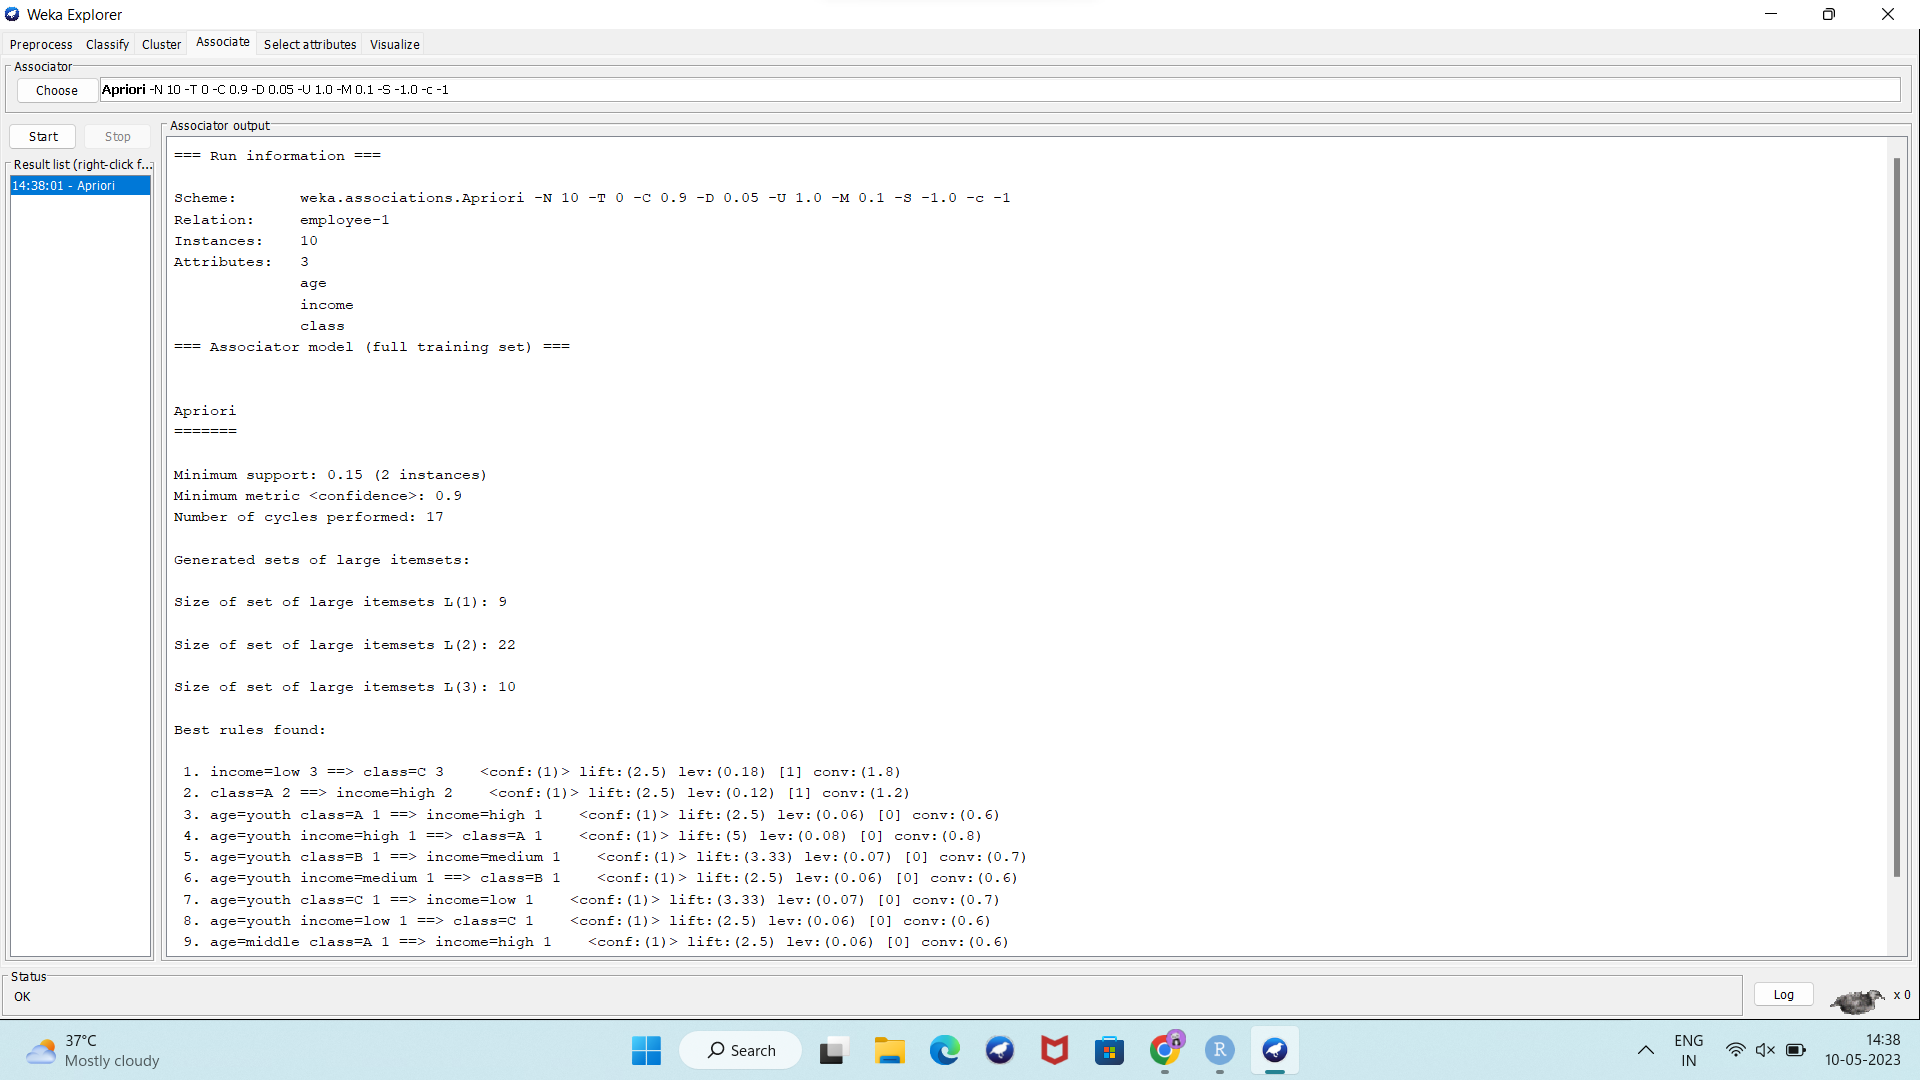 Weka Explorer
Preprocess Classify Cluster Associate Select attributes Visualize
Associator
Choose Apriori -N 10 -T 0 -C 0.9 -D 0.05 -U 1.0 -M 0.1 -S -1.0 -c -1
Start Stop
Result list (right-click f...
14:38:01 - Apriori
Associator output
=== Run information ===
Scheme: weka.associations.Apriori -N 10 -T 0 -C 0.9 -D 0.05 -U 1.0 -M 0.1 -S -1.0 -c -1
Relation: employee-1
Instances: 10
Attributes: 3
age
income
class
=== Associator model (full training set) ===
Apriori
=======
Minimum support: 0.15 (2 instances)
Minimum metric <confidence>: 0.9
Number of cycles performed: 17
Generated sets of large itemsets:
Size of set of large itemsets L(1): 9
Size of set of large itemsets L(2): 22
Size of set of large itemsets L(3): 10
Best rules found:
1. income=low 3 ==> class=C 3 <conf:(1)> lift:(2.5) lev:(0.18) [1] conv:(1.8)
2. class=A 2 ==> income=high 2 <conf:(1)> lift:(2.5) lev:(0.12) [1] conv:(1.2)
3. age=youth class=A 1 ==> income=high 1 <conf:(1)> lift:(2.5) lev:(0.06) [0] conv:(0.6)
4. age=youth income=high 1 ==> class=A 1 <conf:(1)> lift:(5) lev:(0.08) [0] conv:(0.8)
5. age=youth class=B 1 ==> income=medium 1 <conf:(1)> lift:(3.33) lev:(0.07) [0] conv:(0.7)
6. age=youth income=medium 1 ==> class=B 1 <conf:(1)> lift:(2.5) lev:(0.06) [0] conv:(0.6)
7. age=youth class=C 1 ==> income=low 1 <conf:(1)> lift:(3.33) lev:(0.07) [0] conv:(0.7)
8. age=youth income=low 1 ==> class=C 1 <conf:(1)> lift:(2.5) lev:(0.06) [0] conv:(0.6)
9. age=middle class=A 1 ==> income=high 1 <conf:(1)> lift:(2.5) lev:(0.06) [0] conv:(0.6)
Status
OK
Log
x 0
37°C
Mostly cloudy
Search
R
ENG
IN
14:38
10-05-2023